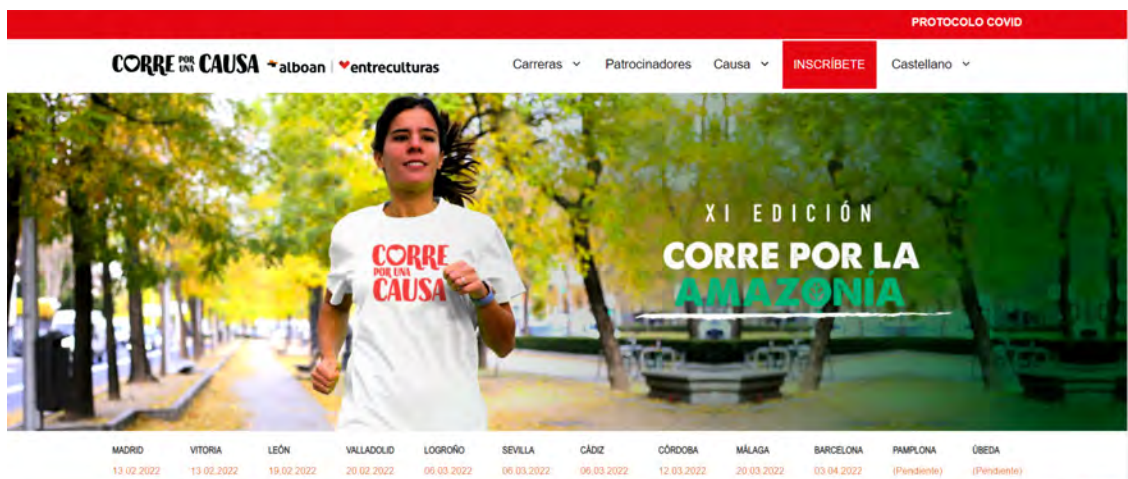 PROTOCOLO COVID
CORRE POR UNA CAUSA alboan | entreculturas Carreras Patrocinadores Causa INSCRÍBETE Castellano
XI EDICIÓN
CORRE POR LA
AMAZONÍA
CORRE
POR UNA
CAUSA
MADRID VITORIA LEÓN VALLADOLID LOGROÑO SEVILLA CÁDIZ CÓRDOBA MÁLAGA BARCELONA PAMPLONA ÚBEDA
13.02.2022 13.02.2022 19.02.2022 20.02.2022 06.03.2022 06.03.2022 06.03.2022 12.03.2022 20.03.2022 03.04.2022 (Pendiente) (Pendiente)